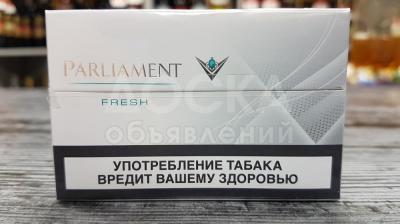 PARLIAMENT
FRESH
ДОСКА
объявлений
УПОТРЕБЛЕНИЕ ТАБАКА
ВРЕДИТ ВАШЕМУ ЗДОРОВЬЮ